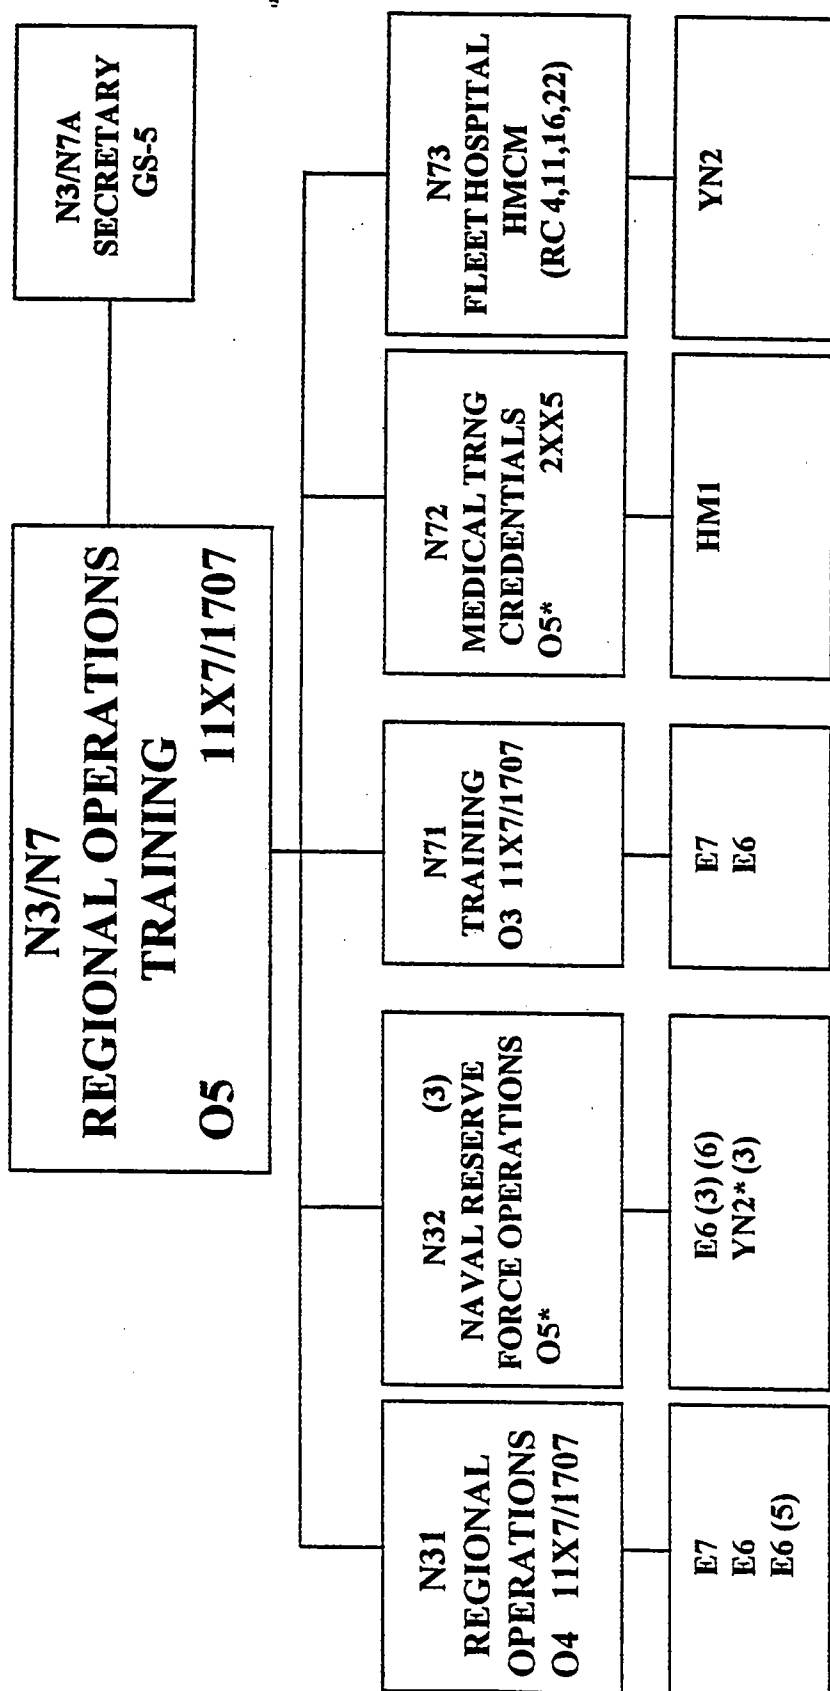 N3/N7
REGIONAL OPERATIONS
TRAINING
O5 11X7/1707
N3/N7A
SECRETARY
GS-5
N31
REGIONAL
OPERATIONS
O4 11X7/1707
E7
E6
E6 (5)
N32 (3)
NAVAL RESERVE
FORCE OPERATIONS
O5*
E6 (3) (6)
YN2* (3)
N71
TRAINING
O3 11X7/1707
E7
E6
N72
MEDICAL TRNG
CREDENTIALS
O5* 2XX5
HM1
N73
FLEET HOSPITAL
HMCM
(RC 4,11,16,22)
YN2